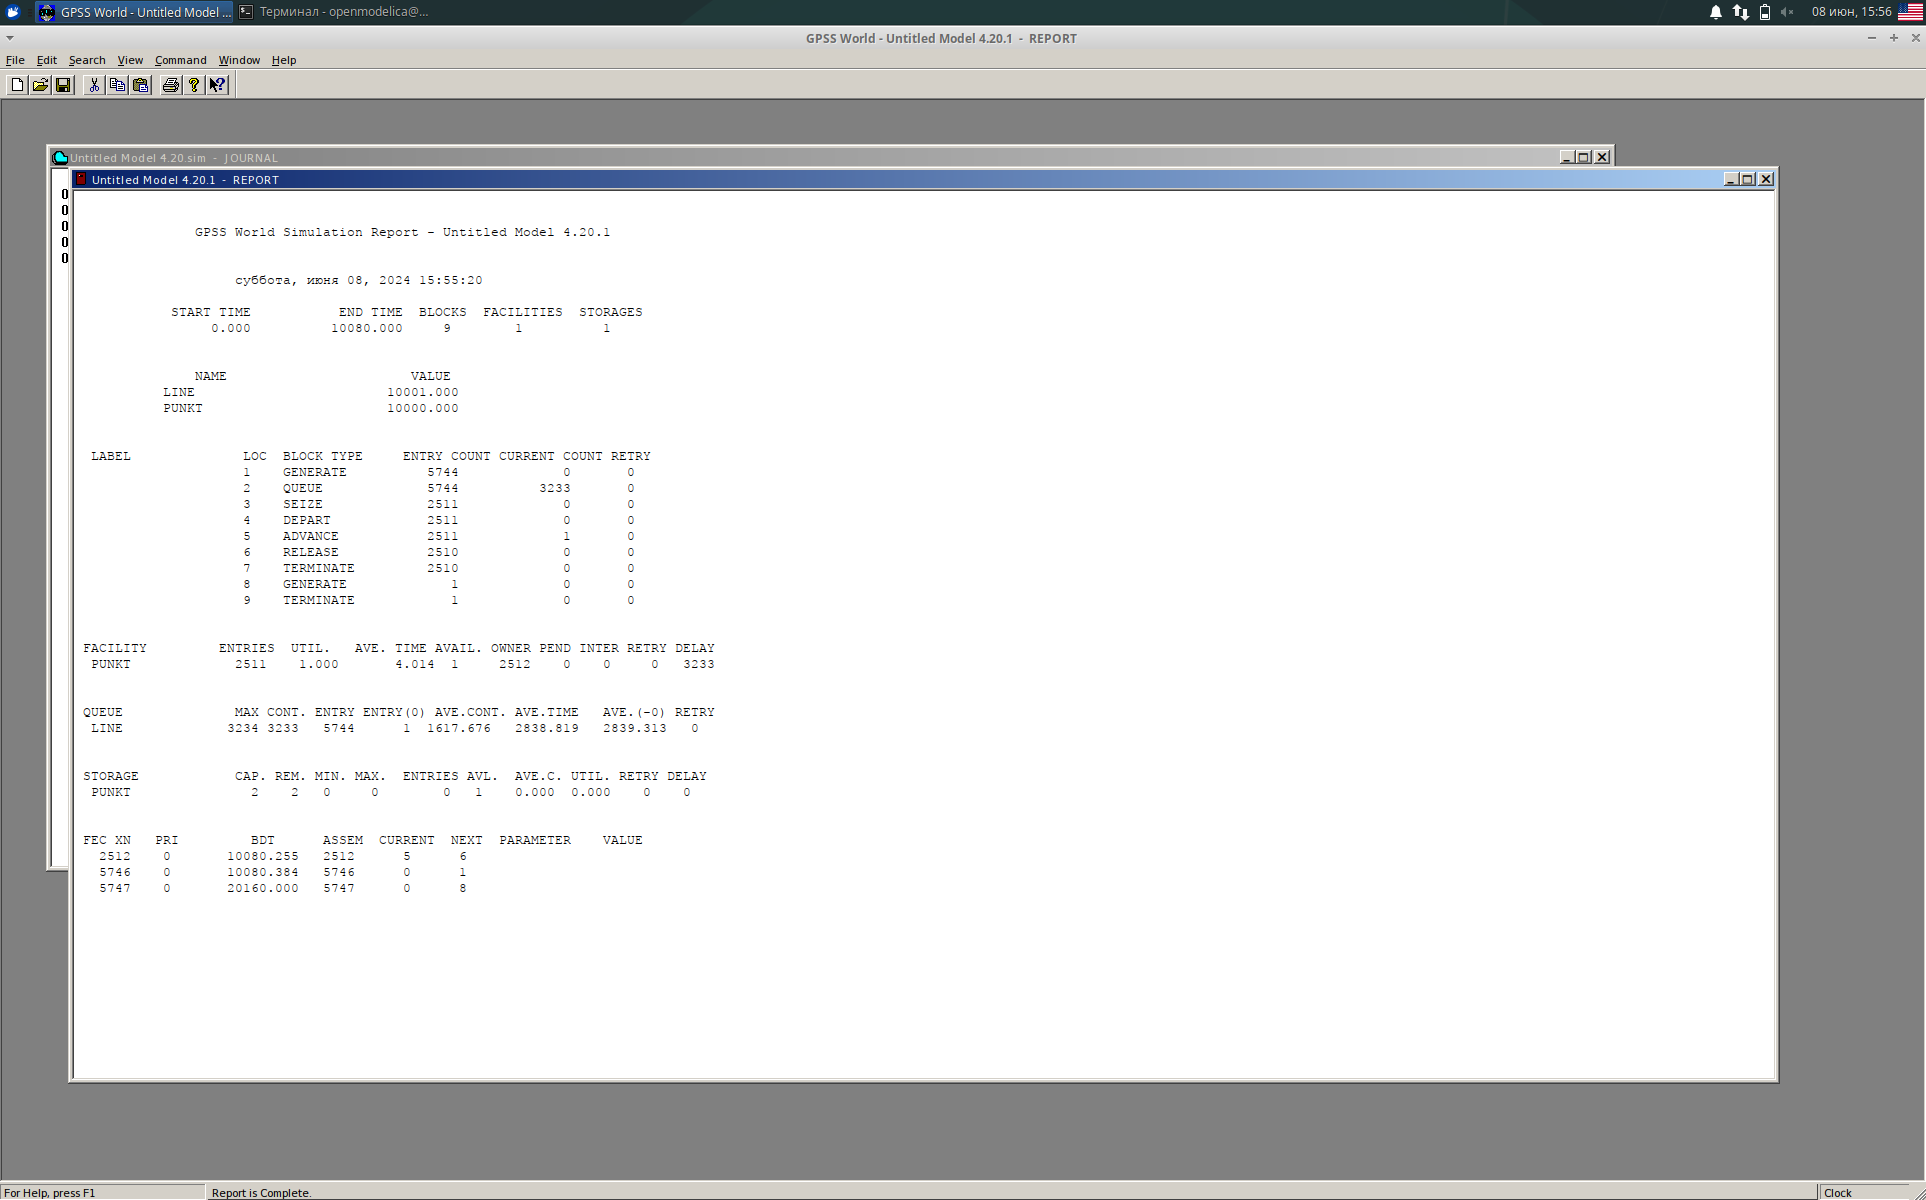 GPSS World - Untitled Model ... Терминал - openmodelica@... 08 июн, 15:56
GPSS World - Untitled Model 4.20.1 - REPORT
File Edit Search View Command Window Help
Untitled Model 4.20.sim - JOURNAL
Untitled Model 4.20.1 - REPORT
0
0
0
0
0
GPSS World Simulation Report - Untitled Model 4.20.1
суббота, июня 08, 2024 15:55:20
START TIME END TIME BLOCKS FACILITIES STORAGES
0.000 10080.000 9 1 1
NAME VALUE
LINE 10001.000
PUNKT 10000.000
LABEL LOC BLOCK TYPE ENTRY COUNT CURRENT COUNT RETRY
1 GENERATE 5744 0 0
2 QUEUE 5744 3233 0
3 SEIZE 2511 0 0
4 DEPART 2511 0 0
5 ADVANCE 2511 1 0
6 RELEASE 2510 0 0
7 TERMINATE 2510 0 0
8 GENERATE 1 0 0
9 TERMINATE 1 0 0
FACILITY ENTRIES UTIL. AVE. TIME AVAIL. OWNER PEND INTER RETRY DELAY
PUNKT 2511 1.000 4.014 1 2512 0 0 0 3233
QUEUE MAX CONT. ENTRY ENTRY(0) AVE.CONT. AVE.TIME AVE.(-0) RETRY
LINE 3234 3233 5744 1 1617.676 2838.819 2839.313 0
STORAGE CAP. REM. MIN. MAX. ENTRIES AVL. AVE.C. UTIL. RETRY DELAY
PUNKT 2 2 0 0 0 1 0.000 0.000 0 0
FEC XN PRI BDT ASSEM CURRENT NEXT PARAMETER VALUE
2512 0 10080.255 2512 5 6
5746 0 10080.384 5746 0 1
5747 0 20160.000 5747 0 8
For Help, press F1 Report is Complete. Clock